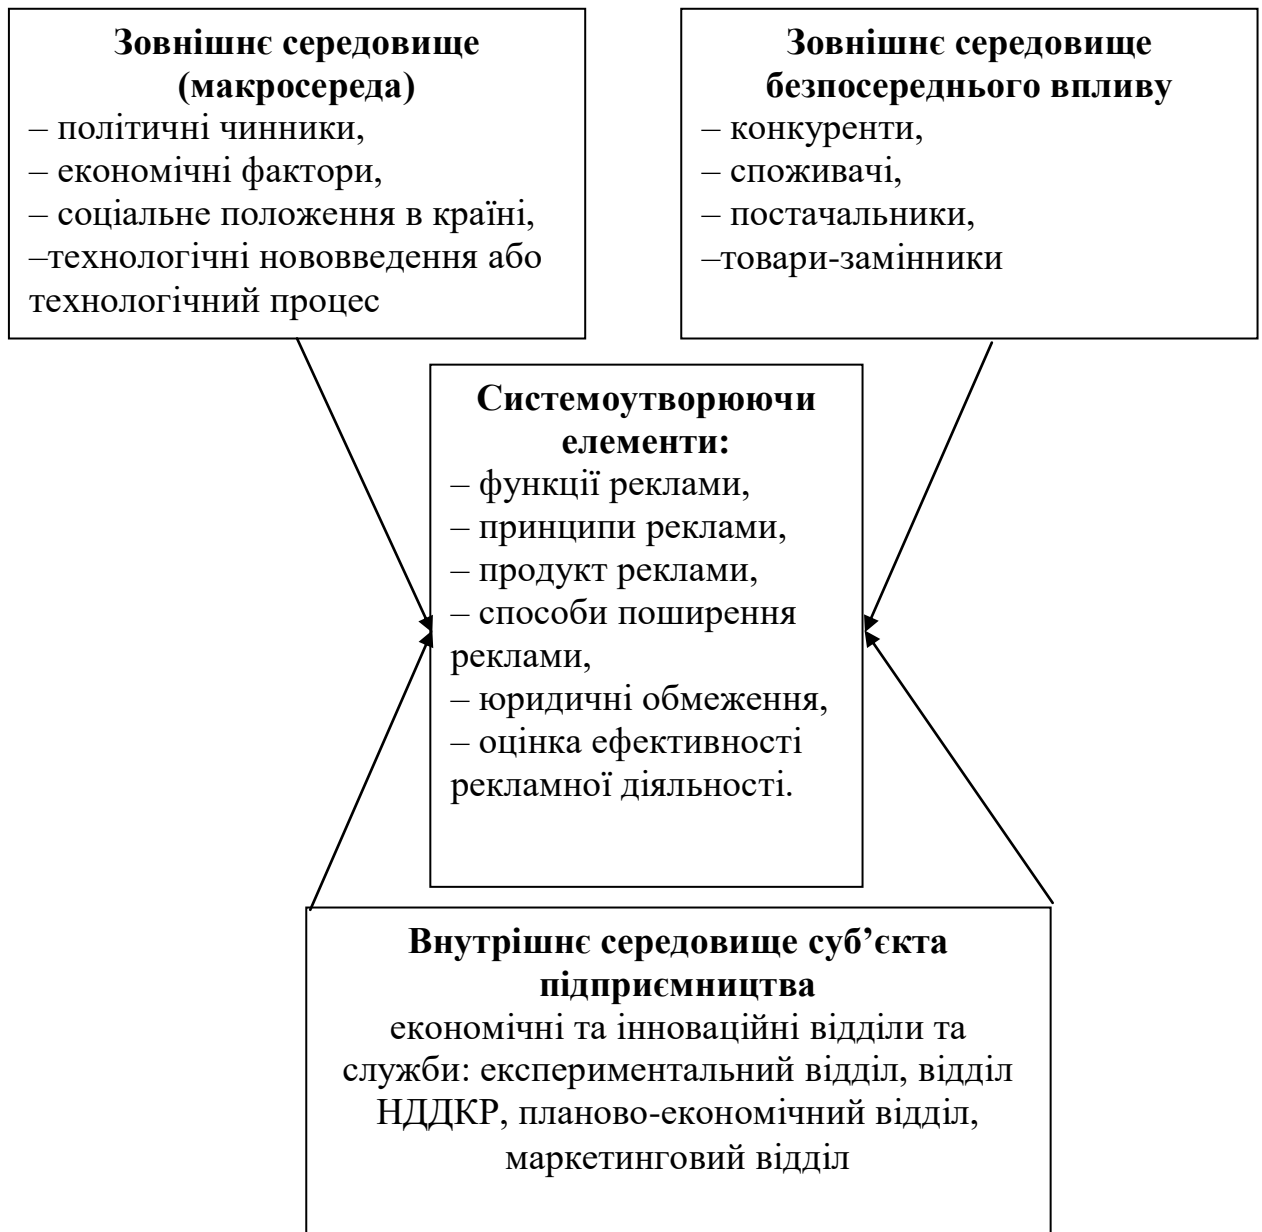 Зовнішнє середовище
(макросереда)
– політичні чинники,
– економічні фактори,
– соціальне положення в країні,
–технологічні нововведення або
технологічний процес
Зовнішнє середовище
безпосереднього впливу
– конкуренти,
– споживачі,
– постачальники,
–товари-замінники
Системоутворюючи
елементи:
– функції реклами,
– принципи реклами,
– продукт реклами,
– способи поширення
реклами,
– юридичні обмеження,
– оцінка ефективності
рекламної діяльності.
Внутрішнє середовище суб’єкта
підприємництва
економічні та інноваційні відділи та
служби: експериментальний відділ, відділ
НДДКР, планово-економічний відділ,
маркетинговий відділ